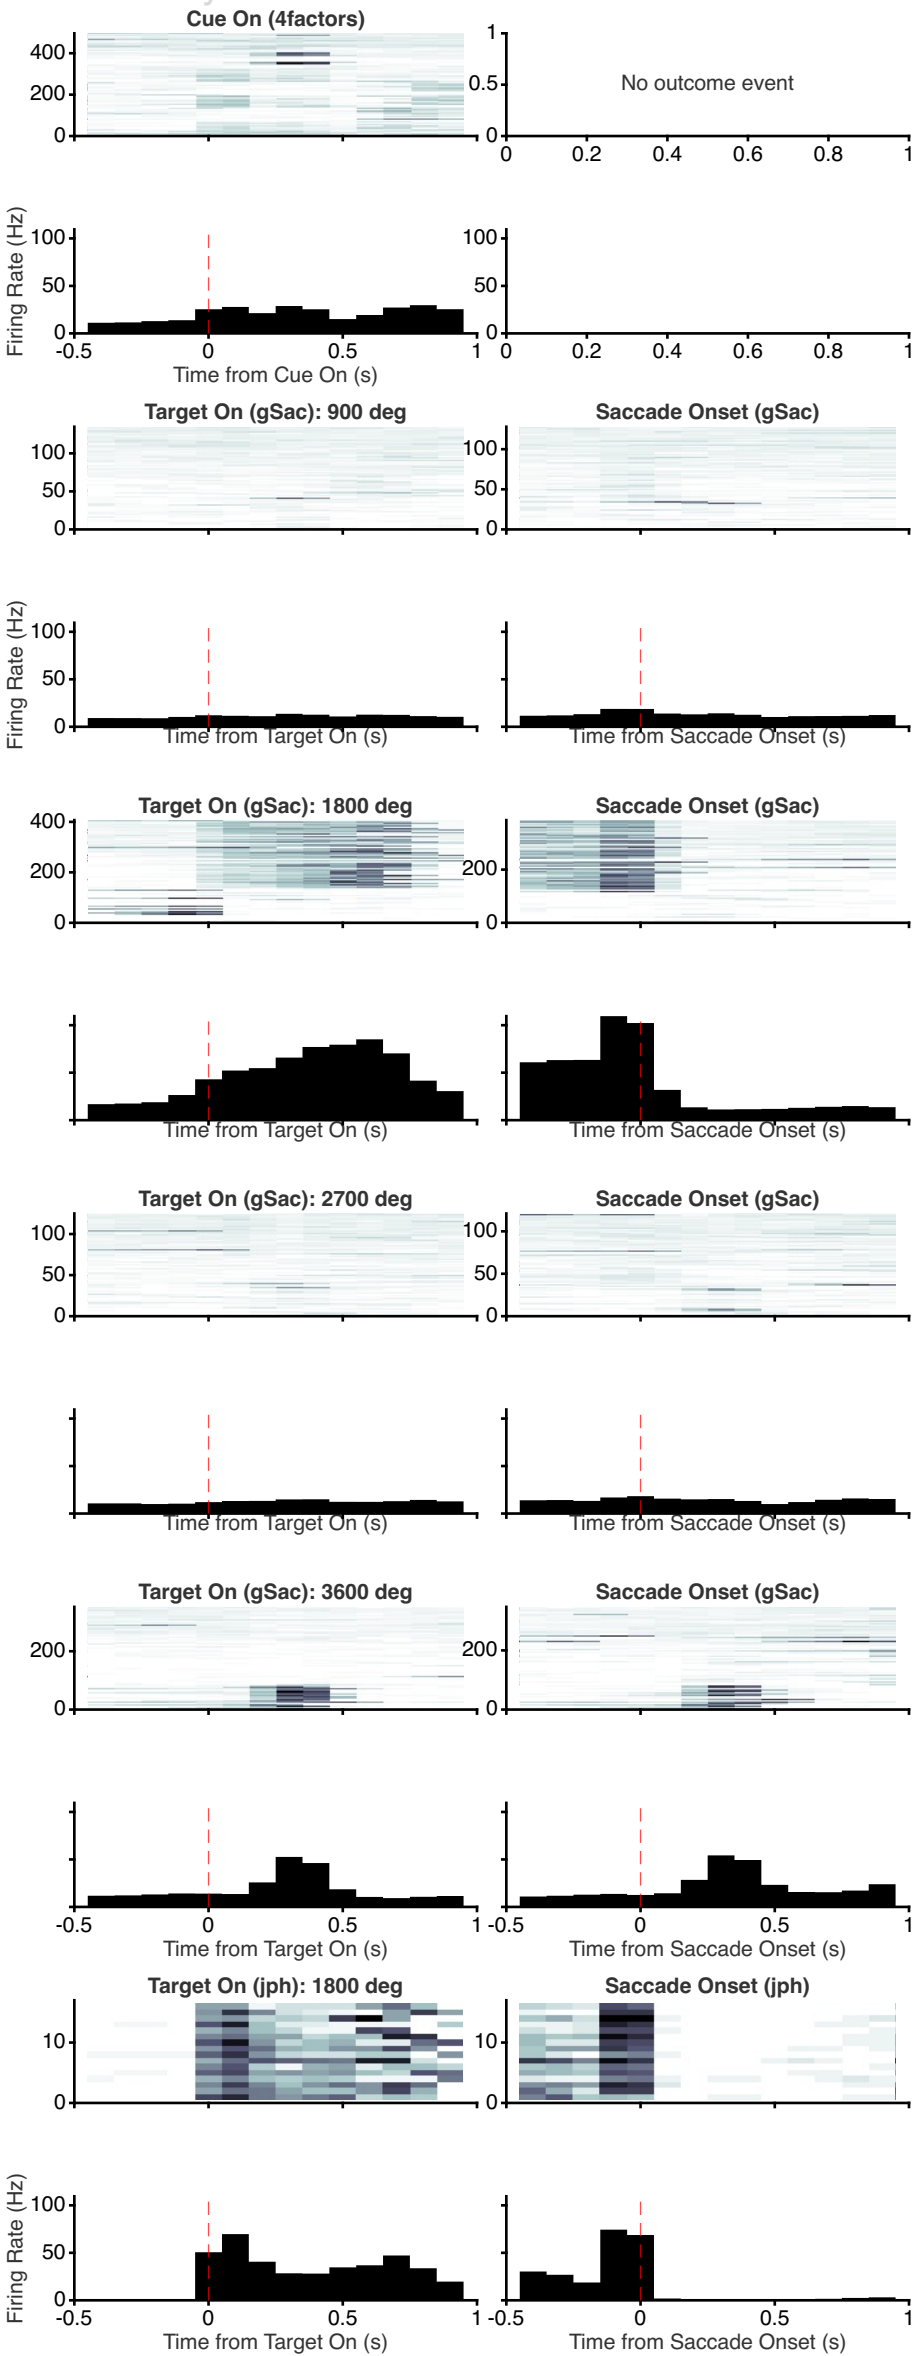 Cue On (4factors)
400
200
0
1
0.5
0
No outcome event
0 0.2 0.4 0.6 0.8 1
Firing Rate (Hz)
100
50
0
-0.5 0 0.5 1
Time from Cue On (s)
100
50
0
0 0.2 0.4 0.6 0.8 1
Target On (gSac): 900 deg
100
50
0
Saccade Onset (gSac)
100
50
0
Firing Rate (Hz)
100
50
0
Time from Target On (s)
Time from Saccade Onset (s)
Target On (gSac): 1800 deg
400
200
0
Saccade Onset (gSac)
200
0
Time from Target On (s)
Time from Saccade Onset (s)
Target On (gSac): 2700 deg
100
50
0
Saccade Onset (gSac)
100
50
0
Time from Target On (s)
Time from Saccade Onset (s)
Target On (gSac): 3600 deg
200
0
Saccade Onset (gSac)
200
0
-0.5 0 0.5 1
Time from Target On (s)
-0.5 0 0.5 1
Time from Saccade Onset (s)
Target On (jph): 1800 deg
10
0
Saccade Onset (jph)
10
0
Firing Rate (Hz)
100
50
0
-0.5 0 0.5 1
Time from Target On (s)
-0.5 0 0.5 1
Time from Saccade Onset (s)